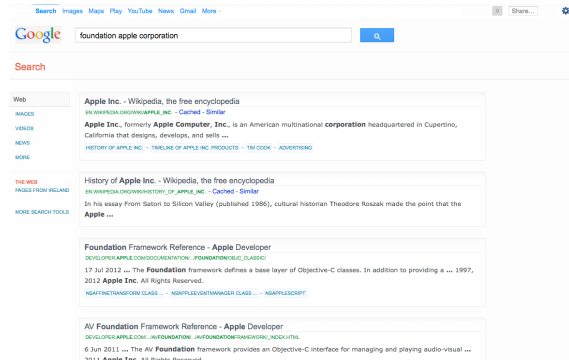 Search Images Maps Play YouTube News Gmail More
Share...
Google
foundation apple corporation
Search
Web
IMAGES
VIDEOS
NEWS
MORE
THE WEB
PAGES FROM IRELAND
MORE SEARCH TOOLS
Apple Inc. - Wikipedia, the free encyclopedia
EN.WIKIPEDIA.ORG/WIKI/APPLE_INC. - Cached - Similar
Apple Inc., formerly Apple Computer, Inc., is an American multinational corporation headquartered in Cupertino,
California that designs, develops, and sells ...
HISTORY OF APPLE INC. - TIMELINE OF APPLE INC. PRODUCTS - TIM COOK - ADVERTISING
History of Apple Inc. - Wikipedia, the free encyclopedia
EN.WIKIPEDIA.ORG/WIKI/HISTORY_OF_APPLE_INC. - Cached - Similar
In his essay From Satori to Silicon Valley (published 1986), cultural historian Theodore Roszak made the point that the
Apple ...
Foundation Framework Reference - Apple Developer
DEVELOPER.APPLE.COM/DOCUMENTATION/.../FOUNDATION/OBJC_CLASSIC/
17 Jul 2012 ... The Foundation framework defines a base layer of Objective-C classes. In addition to providing a ... 1997,
2012 Apple Inc. All Rights Reserved.
NSAFFINETRANSFORM CLASS ... - NSAPPLEEVENTMANAGER CLASS ... - NSAPPLESCRIPT
AV Foundation Framework Reference - Apple Developer
DEVELOPER.APPLE.COM/.../AVFOUNDATION/.../AVFOUNDATIONFRAMEWORK/_INDEX.HTML
6 Jun 2011 ... The AV Foundation framework provides an Objective-C interface for managing and playing audio-visual ...
2011 Apple Inc. All Rights Reserved.